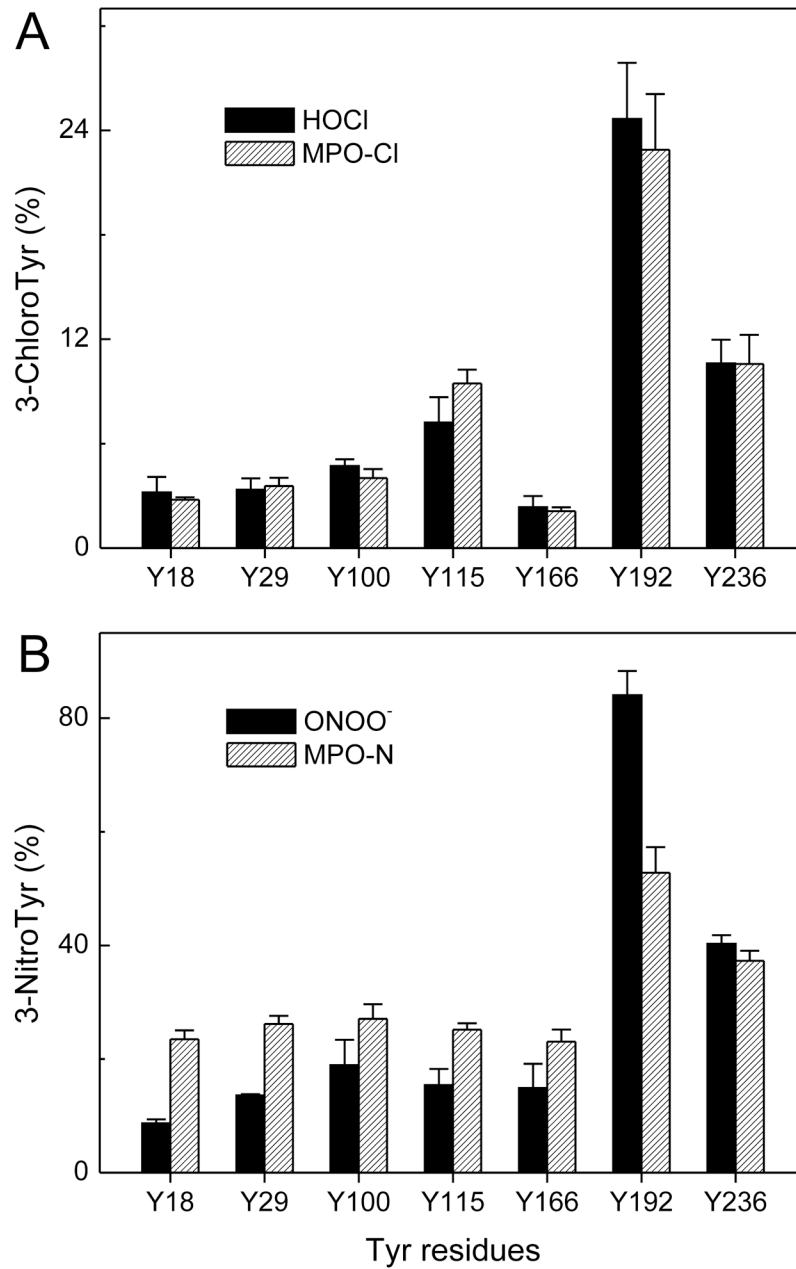 A
3-ChloroTyr (%)
24
12
0
HOCl
MPO-Cl
Y18 Y29 Y100 Y115 Y166 Y192 Y236
B
3-NitroTyr (%)
80
40
0
ONOO⁻
MPO-N
Y18 Y29 Y100 Y115 Y166 Y192 Y236
Tyr residues